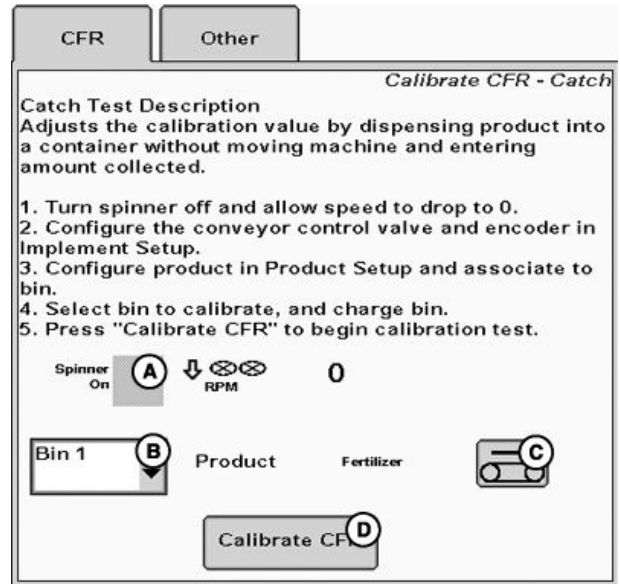 CFR
Other
Calibrate CFR - Catch
Catch Test Description
Adjusts the calibration value by dispensing product into
a container without moving machine and entering
amount collected.
1. Turn spinner off and allow speed to drop to 0.
2. Configure the conveyor control valve and encoder in
Implement Setup.
3. Configure product in Product Setup and associate to
bin.
4. Select bin to calibrate, and charge bin.
5. Press "Calibrate CFR" to begin calibration test.
Spinner
On
A
RPM
0
Bin 1
B
Product
Fertilizer
C
Calibrate CF
D